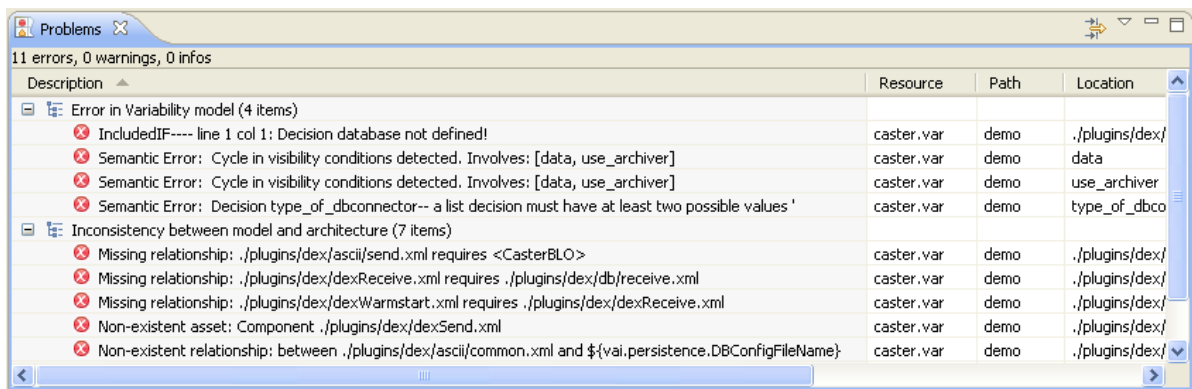 Problems
11 errors, 0 warnings, 0 infos
Description Resource Path Location
Error in Variability model (4 items)
IncludedIF---- line 1 col 1: Decision database not defined! caster.var demo ./plugins/dex/
Semantic Error: Cycle in visibility conditions detected. Involves: [data, use_archiver] caster.var demo data
Semantic Error: Cycle in visibility conditions detected. Involves: [data, use_archiver] caster.var demo use_archiver
Semantic Error: Decision type_of_dbconnector-- a list decision must have at least two possible values ' caster.var demo type_of_dbco
Inconsistency between model and architecture (7 items)
Missing relationship: ./plugins/dex/ascii/send.xml requires <CasterBLO> caster.var demo ./plugins/dex/
Missing relationship: ./plugins/dex/dexReceive.xml requires ./plugins/dex/db/receive.xml caster.var demo ./plugins/dex/
Missing relationship: ./plugins/dex/dexWarmstart.xml requires ./plugins/dex/dexReceive.xml caster.var demo ./plugins/dex/
Non-existent asset: Component ./plugins/dex/dexSend.xml caster.var demo ./plugins/dex/
Non-existent relationship: between ./plugins/dex/ascii/common.xml and ${vai.persistence.DBConfigFileName} caster.var demo ./plugins/dex/